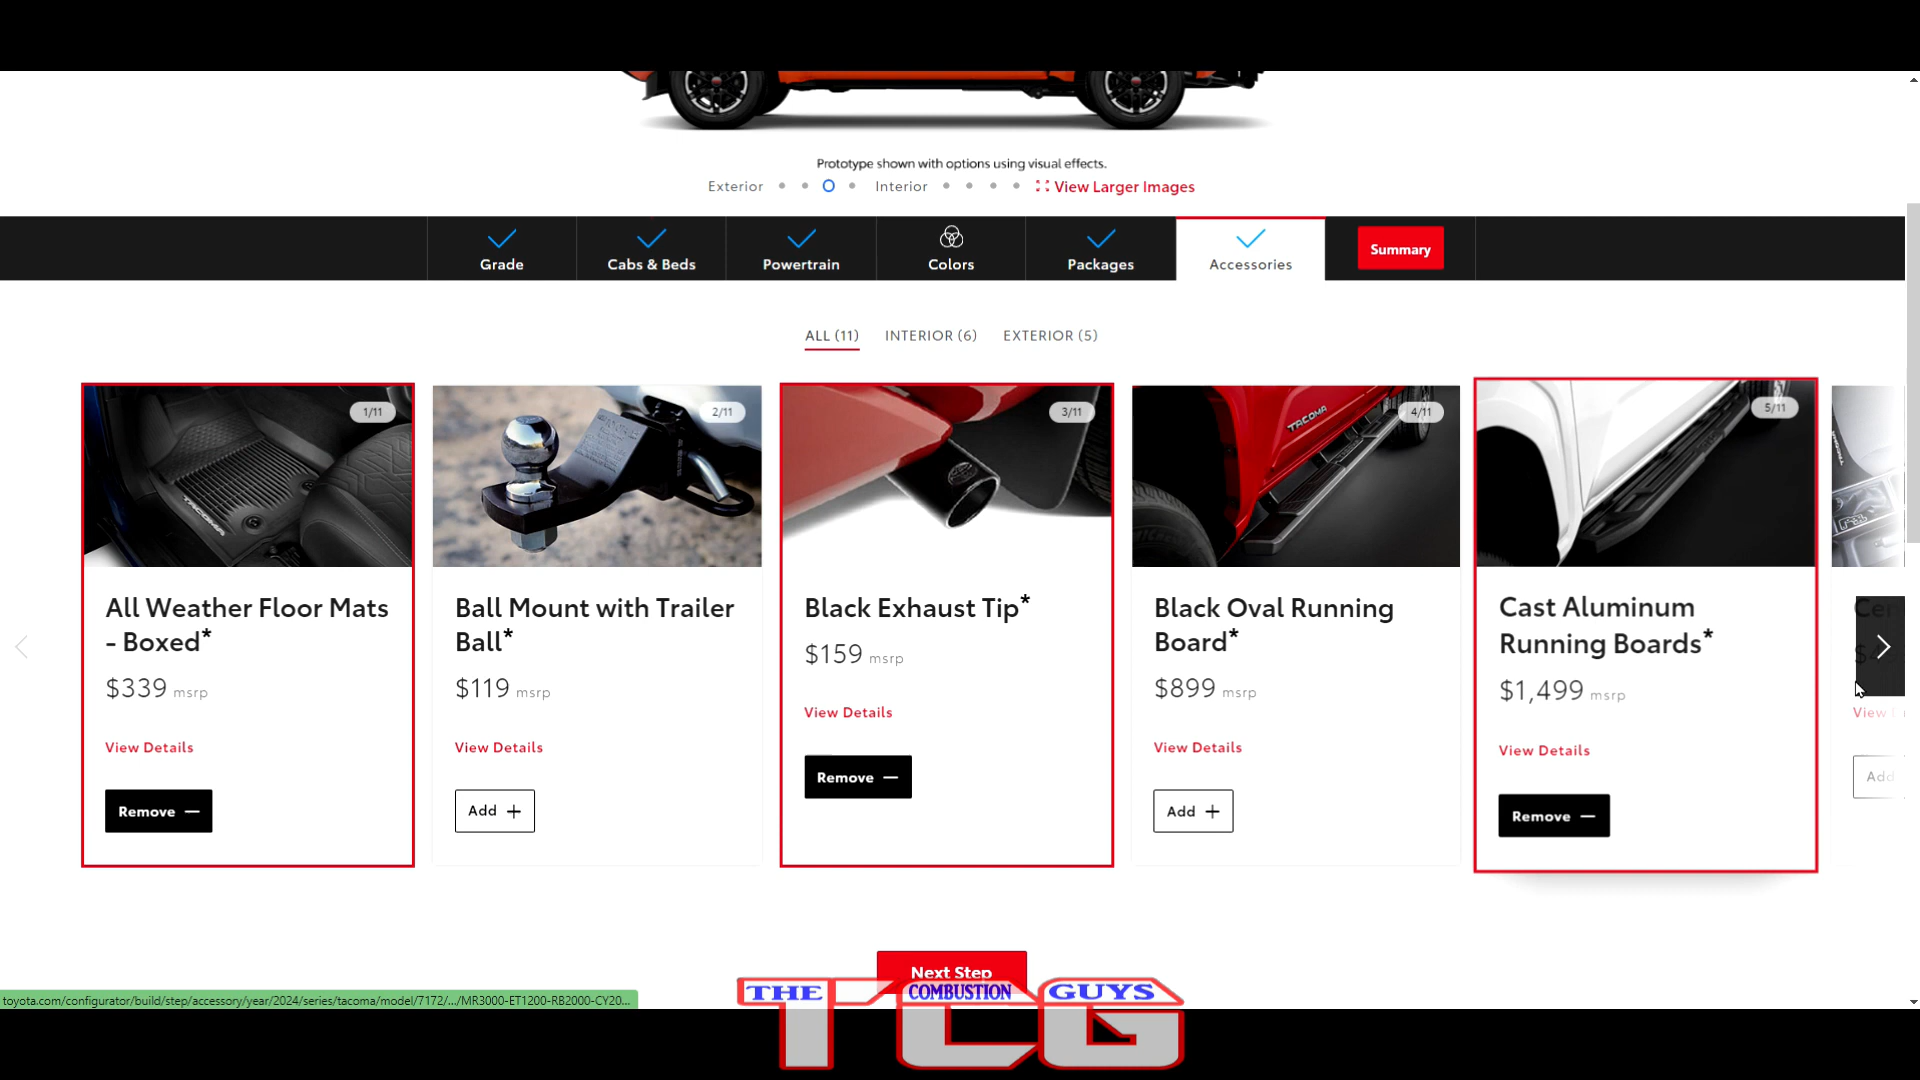 Prototype shown with options using visual effects.
Exterior Interior View Larger Images
Grade Cabs & Beds Powertrain Colors Packages Accessories Summary
ALL (11) INTERIOR (6) EXTERIOR (5)
1/11
2/11
3/11
4/11
5/11
TACOMA
TACOMA
All Weather Floor Mats
- Boxed*
$339 msrp
View Details
Remove
Ball Mount with Trailer
Ball*
$119 msrp
View Details
Add
Black Exhaust Tip*
$159 msrp
View Details
Remove
Black Oval Running
Board*
$899 msrp
View Details
Add
Cast Aluminum
Running Boards*
$1,499 msrp
View Details
Remove
View
Add
Next Step
toyota.com/configurator/build/step/accessory/year/2024/series/tacoma/model/7172/.../MR3000-ET1200-RB2000-CY20...
THE COMBUSTION GUYS
TCG